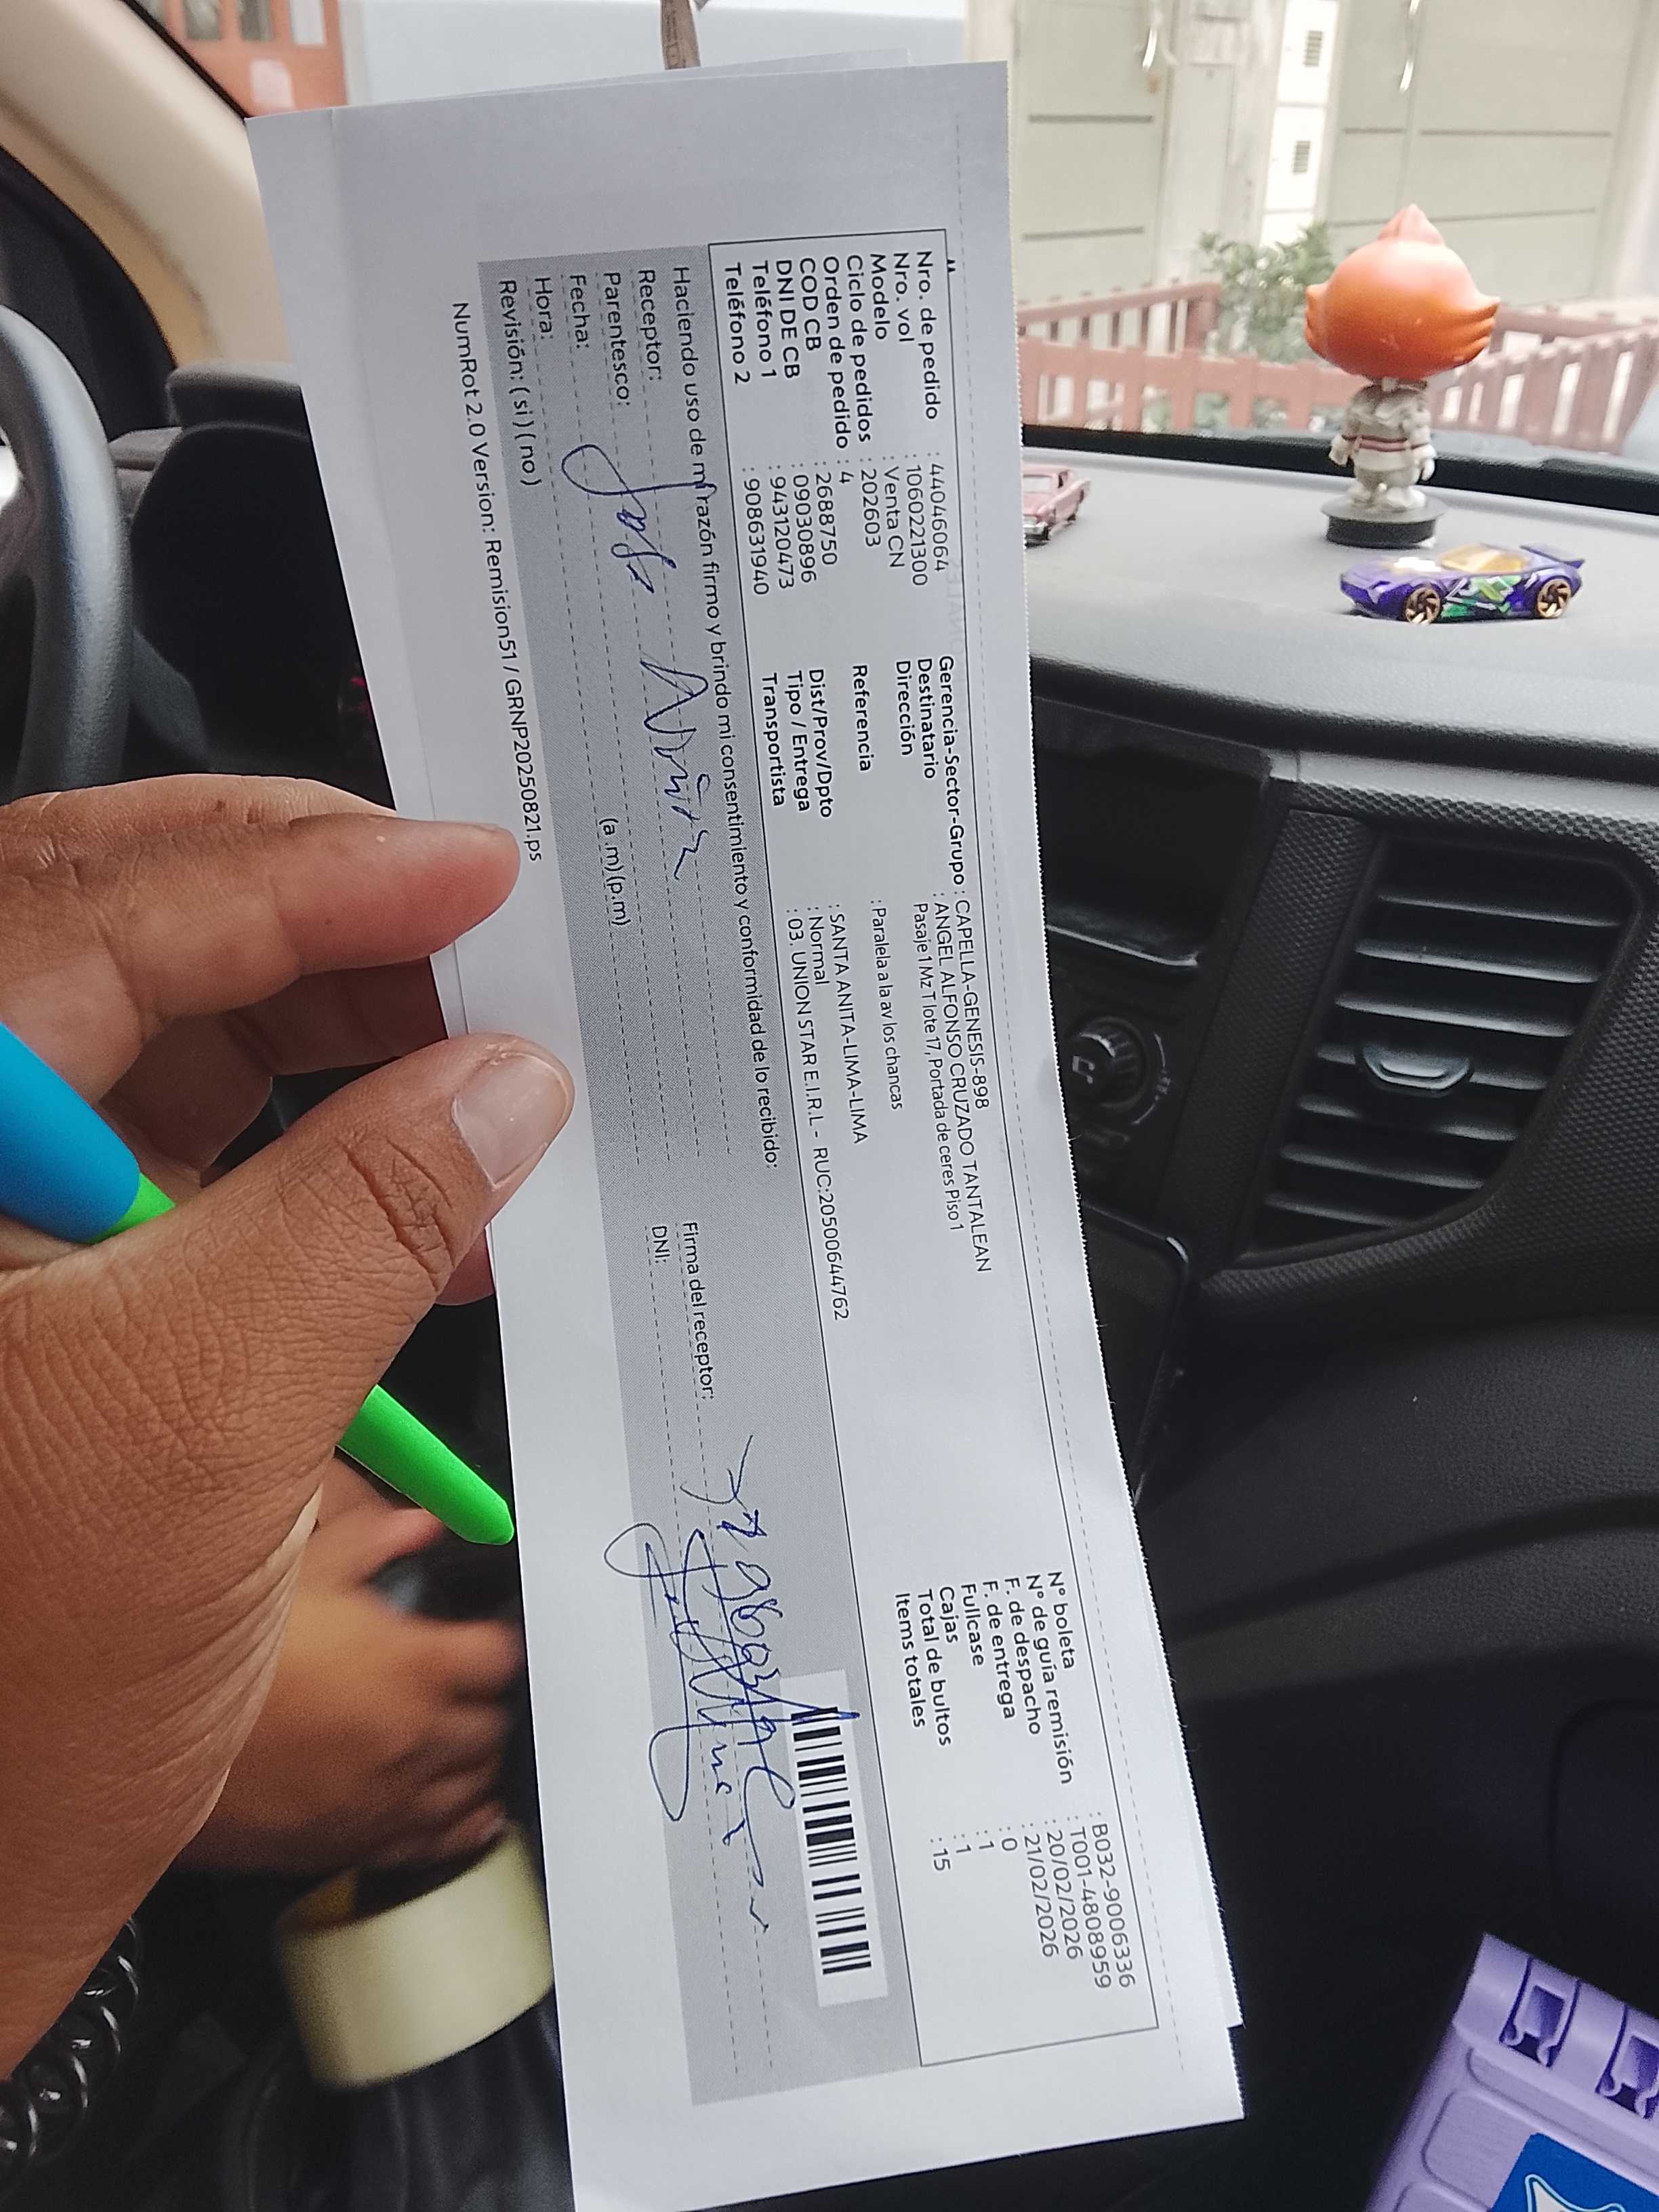 Nro. de pedido : 44046064
Nro. vol : 1060221300
Modelo : Venta CN
Ciclo de pedidos : 202603
Orden de pedido : 4
COD CB : 2688750
DNI DE CB : 09030896
Teléfono 1 : 943120473
Teléfono 2 : 908631940
Gerencia-Sector-Grupo : CAPELLA-GENESIS-898
Destinatario : ANGEL ALFONSO CRUZADO TANTALEAN
Dirección Pasaje 1 Mz T lote 17, Portada de ceres Piso 1
Referencia : Paralela a la av los chancas
Dist/Prov/Dpto : SANTA ANITA-LIMA-LIMA
Tipo / Entrega : Normal
Transportista : 03. UNION STAR E.I.R.L - RUC:20500644762
N° boleta : B032-9006336
N° de guía remisión : T001-4808959
F. de despacho : 20/02/2026
F. de entrega : 21/02/2026
Fullcase : 0
Cajas : 1
Total de bultos : 1
Items totales : 15
Haciendo uso de mi razón firmo y brindo mi consentimiento y conformidad de lo recibido:
Receptor:
Parentesco:
Fecha:
Hora: (a.m) (p.m)
Revisión: ( si ) ( no )
Firma del receptor:
DNI:
NumRot 2.0 Version: Remision51 / GRNP20250821.ps